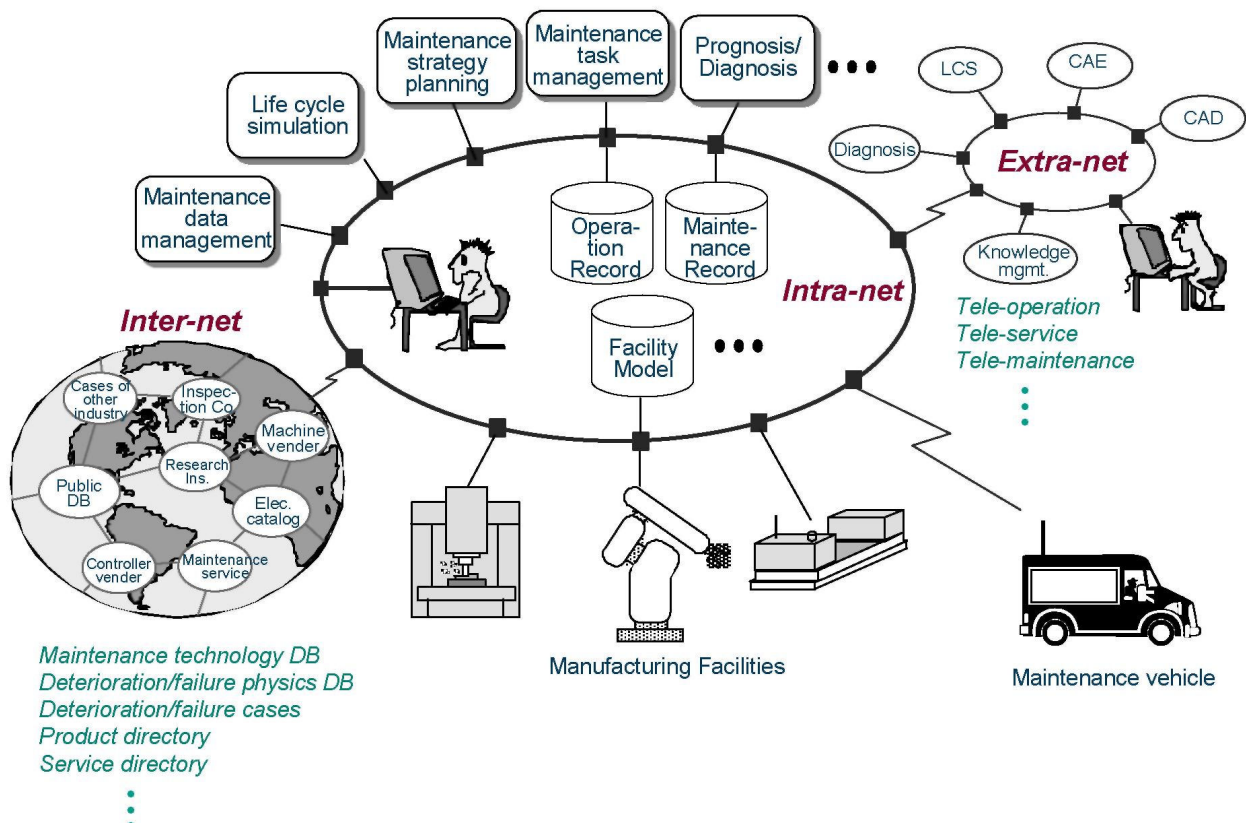 Maintenance
strategy
planning
Maintenance
task
management
Prognosis/
Diagnosis
Life cycle
simulation
Maintenance
data
management
LCS
CAE
CAD
Diagnosis
Extra-net
Knowledge
mgmt.
Tele-operation
Tele-service
Tele-maintenance
Opera-
tion
Record
Mainte-
nance
Record
Intra-net
Facility
Model
Inter-net
Cases of
other
industry
Inspec-
tion Co
Machine
vender
Research
Ins.
Public
DB
Elec.
catalog
Controller
vender
Maintenance
service
Maintenance technology DB
Deterioration/failure physics DB
Deterioration/failure cases
Product directory
Service directory
Manufacturing Facilities
Maintenance vehicle